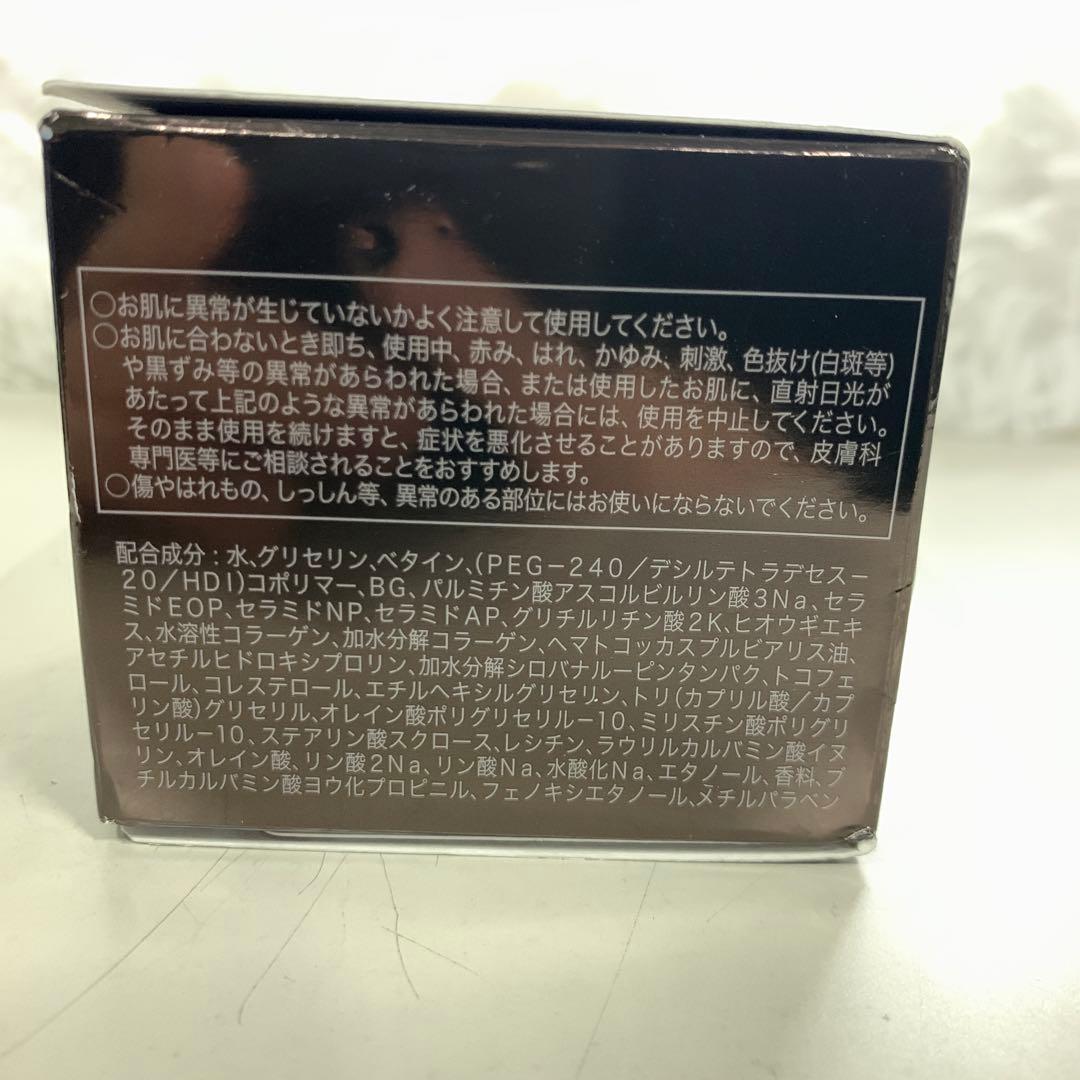 ○お肌に異常が生じていないかよく注意して使用してください。
○お肌に合わないとき即ち、使用中、赤み、はれ、かゆみ、刺激、色抜け(白斑等)
や黒ずみ等の異常があらわれた場合、または使用したお肌に、直射日光が
あたって上記のような異常があらわれた場合には、使用を中止してください。
そのまま使用を続けますと、症状を悪化させることがありますので、皮膚科
専門医等にご相談されることをおすすめします。
○傷やはれもの、しっしん等、異常のある部位にはお使いにならないでください。
配合成分：水、グリセリン、ベタイン、(PEG-240/デシルテトラデセス-
20/HDI)コポリマー、BG、パルミチン酸アスコルビルリン酸3Na、セラ
ミドEOP、セラミドNP、セラミドAP、グリチルリチン酸2K、ヒオウギエキ
ス、水溶性コラーゲン、加水分解コラーゲン、ヘマトコッカスプルビアリス油、
アセチルヒドロキシプロリン、加水分解シロバナルーピンタンパク、トコフェ
ロール、コレステロール、エチルヘキシルグリセリン、トリ(カプリル酸/カプ
リン酸)グリセリル、オレイン酸ポリグリセリル-10、ミリスチン酸ポリグリ
セリル-10、ステアリン酸スクロース、レシチン、ラウリルカルバミン酸イヌ
リン、オレイン酸、リン酸2Na、リン酸Na、水酸化Na、エタノール、香料、ブ
チルカルバミン酸ヨウ化プロピニル、フェノキシエタノール、メチルパラベン